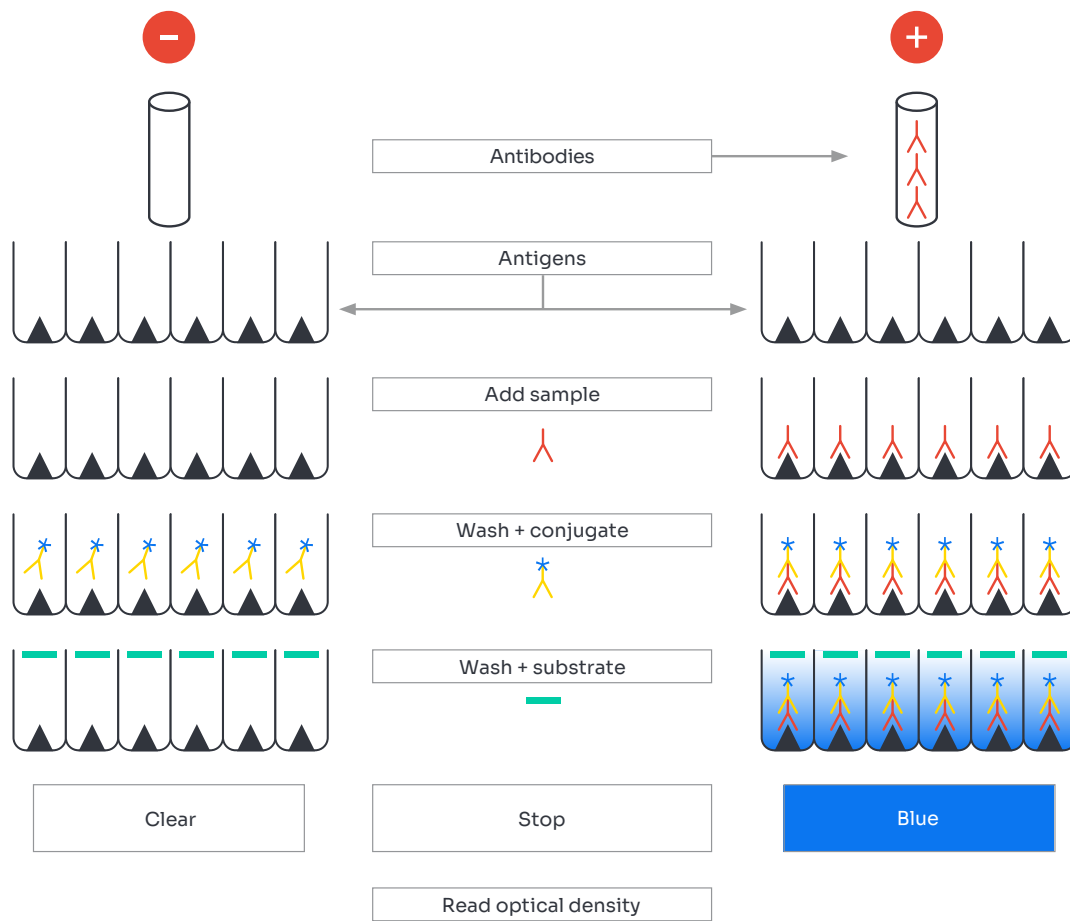 −
+
Antibodies
Antigens
Add sample
Wash + conjugate
Wash + substrate
Clear
Stop
Blue
Read optical density